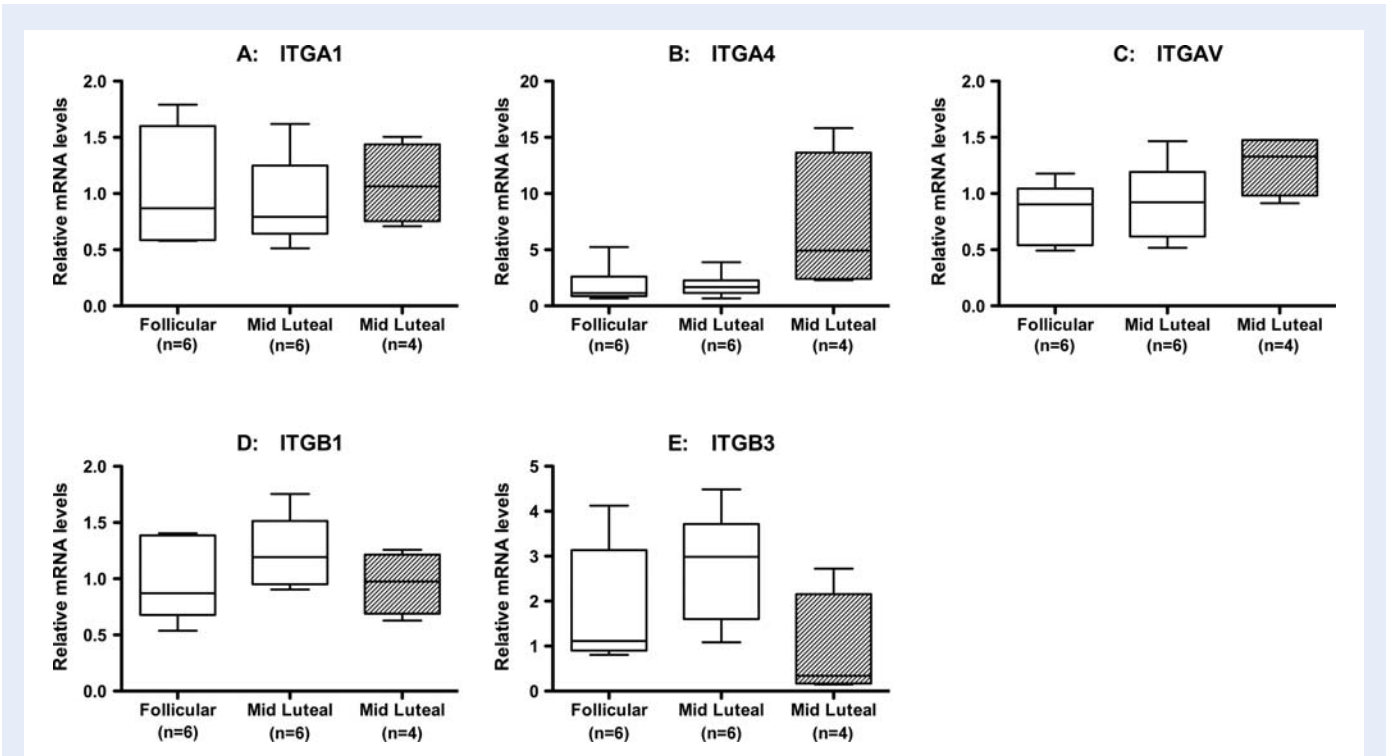 A: ITGA1
Relative mRNA levels
2.0
1.5
1.0
0.5
0.0
Follicular
(n=6)
Mid Luteal
(n=6)
Mid Luteal
(n=4)
B: ITGA4
Relative mRNA levels
20
15
10
5
0
Follicular
(n=6)
Mid Luteal
(n=6)
Mid Luteal
(n=4)
C: ITGAV
Relative mRNA levels
2.0
1.5
1.0
0.5
0.0
Follicular
(n=6)
Mid Luteal
(n=6)
Mid Luteal
(n=4)
D: ITGB1
Relative mRNA levels
2.0
1.5
1.0
0.5
0.0
Follicular
(n=6)
Mid Luteal
(n=6)
Mid Luteal
(n=4)
E: ITGB3
Relative mRNA levels
5
4
3
2
1
0
Follicular
(n=6)
Mid Luteal
(n=6)
Mid Luteal
(n=4)